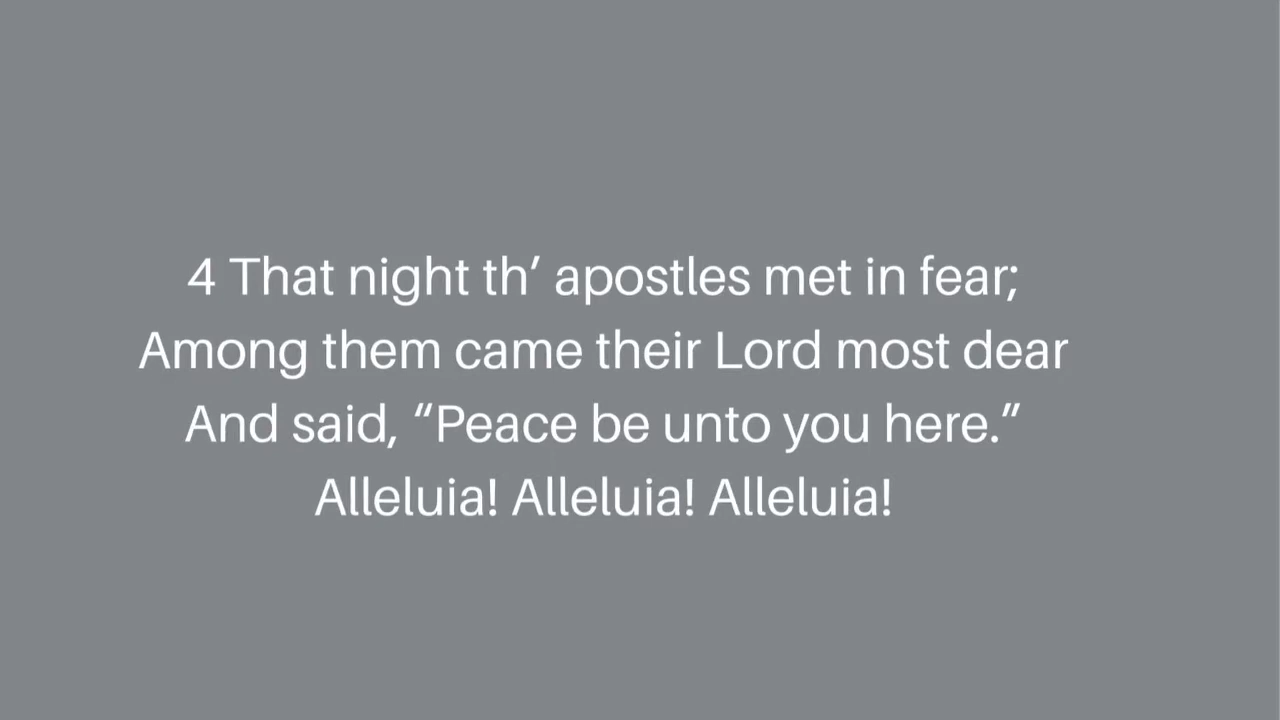 4 That night th’ apostles met in fear;
Among them came their Lord most dear
And said, “Peace be unto you here.”
Alleluia! Alleluia! Alleluia!